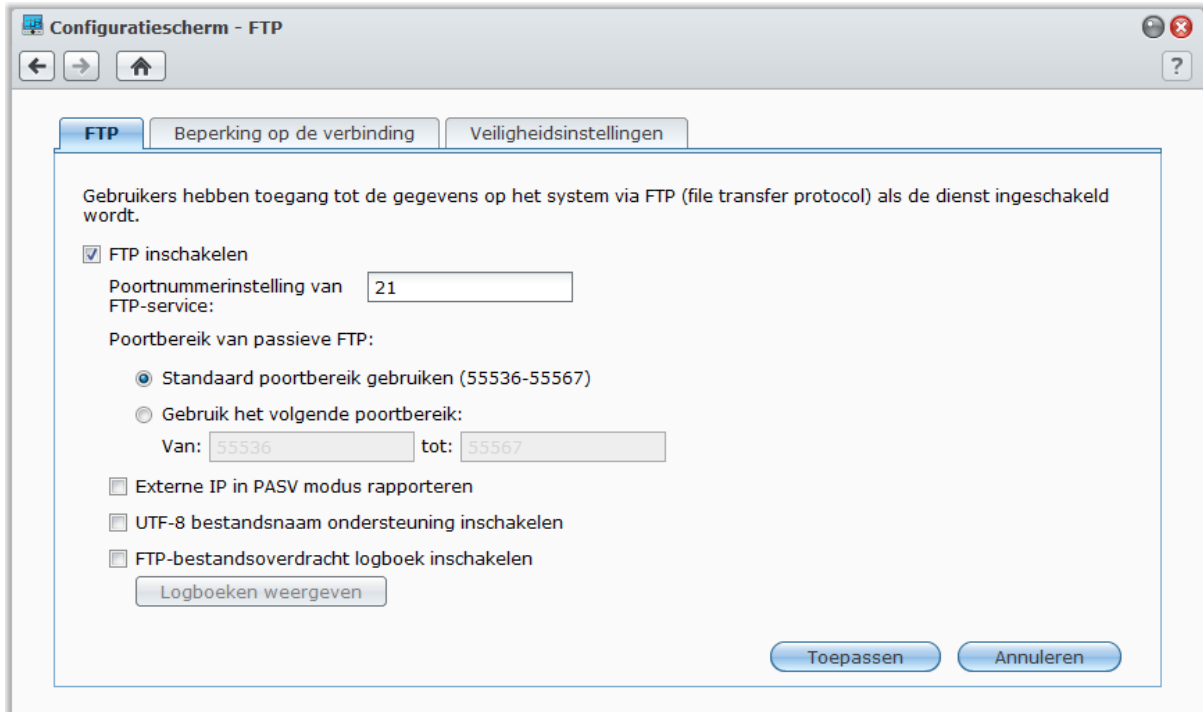 Configuratiescherm - FTP
?
FTP
Beperking op de verbinding
Veiligheidsinstellingen
Gebruikers hebben toegang tot de gegevens op het system via FTP (file transfer protocol) als de dienst ingeschakeld
wordt.
FTP inschakelen
Poortnummerinstelling van
FTP-service:
21
Poortbereik van passieve FTP:
Standaard poortbereik gebruiken (55536-55567)
Gebruik het volgende poortbereik:
Van: 55536 tot: 55567
Externe IP in PASV modus rapporteren
UTF-8 bestandsnaam ondersteuning inschakelen
FTP-bestandsoverdracht logboek inschakelen
Logboeken weergeven
Toepassen
Annuleren